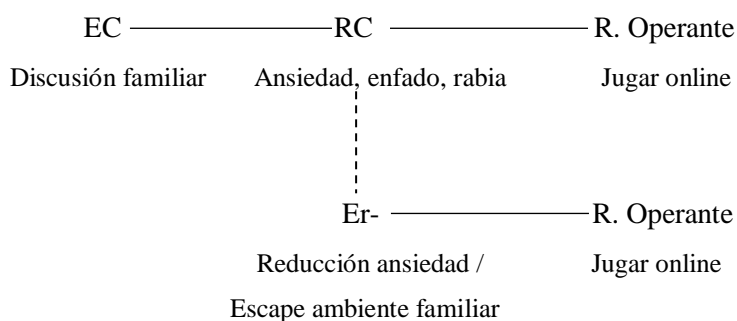 EC RC R. Operante
Discusión familiar Ansiedad, enfado, rabia Jugar online
Er- R. Operante
Reducción ansiedad / Jugar online
Escape ambiente familiar